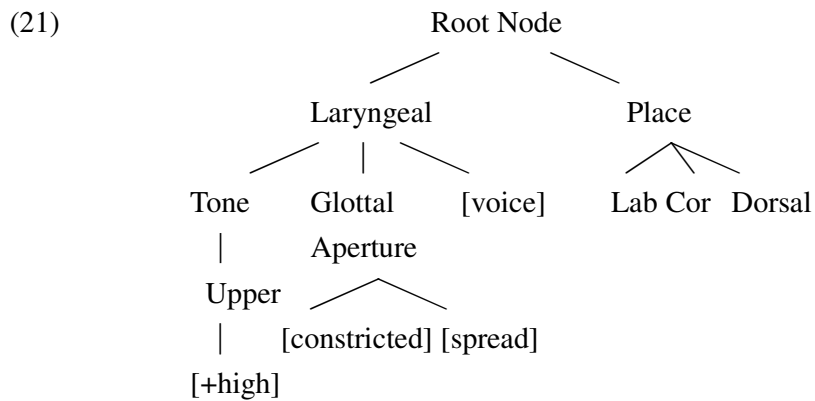 (21) Root Node
Laryngeal Place
Tone Glottal [voice] Lab Cor Dorsal
Aperture
Upper
[constricted] [spread]
[+high]